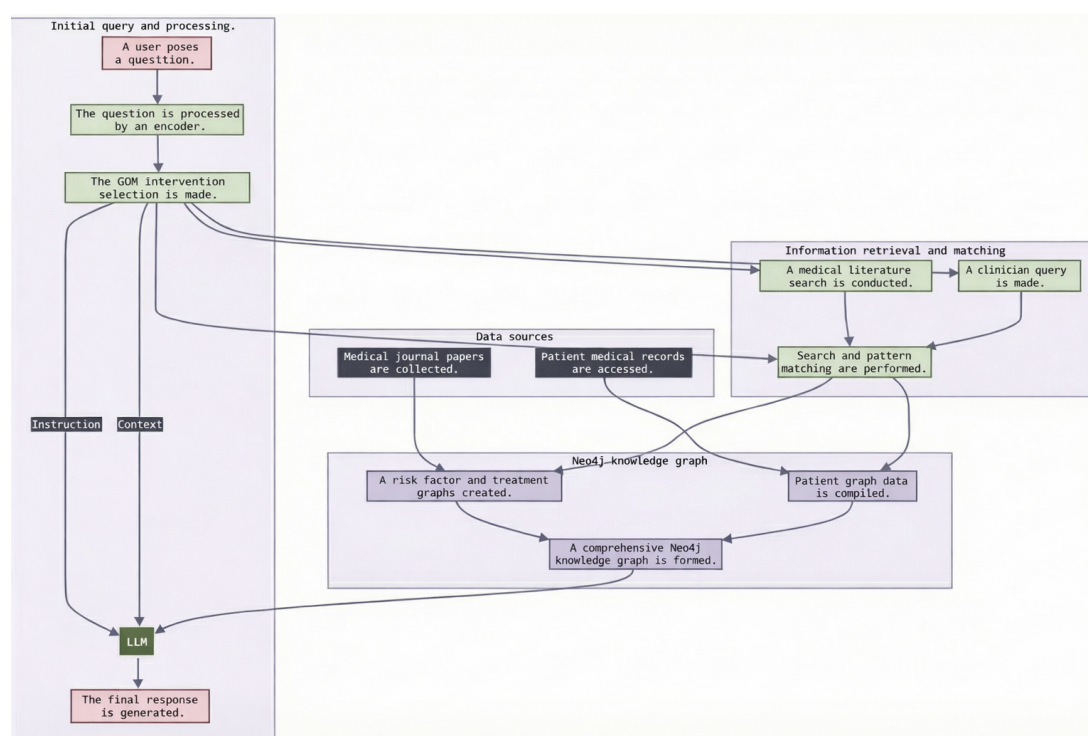 Initial query and processing.
A user poses
a questtion.
The question is processed
by an encoder.
The GOM intervention
selection is made.
Information retrieval and matching
A medical literature
search is conducted.
A clinician query
is made.
Data sources
Medical journal papers
are collected.
Patient medical records
are accessed.
Search and pattern
matching are performed.
Instruction
Context
Neo4j knowledge graph
A risk factor and treatment
graphs created.
Patient graph data
is compiled.
A comprehensive Neo4j
knowledge graph is formed.
LLM
The final response
is generated.